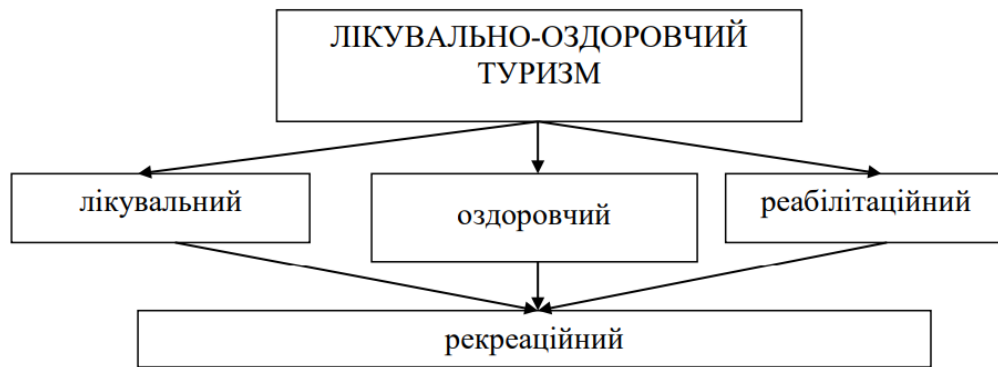 ЛІКУВАЛЬНО-ОЗДОРОВЧИЙ
ТУРИЗМ
лікувальний
оздоровчий
реабілітаційний
рекреаційний